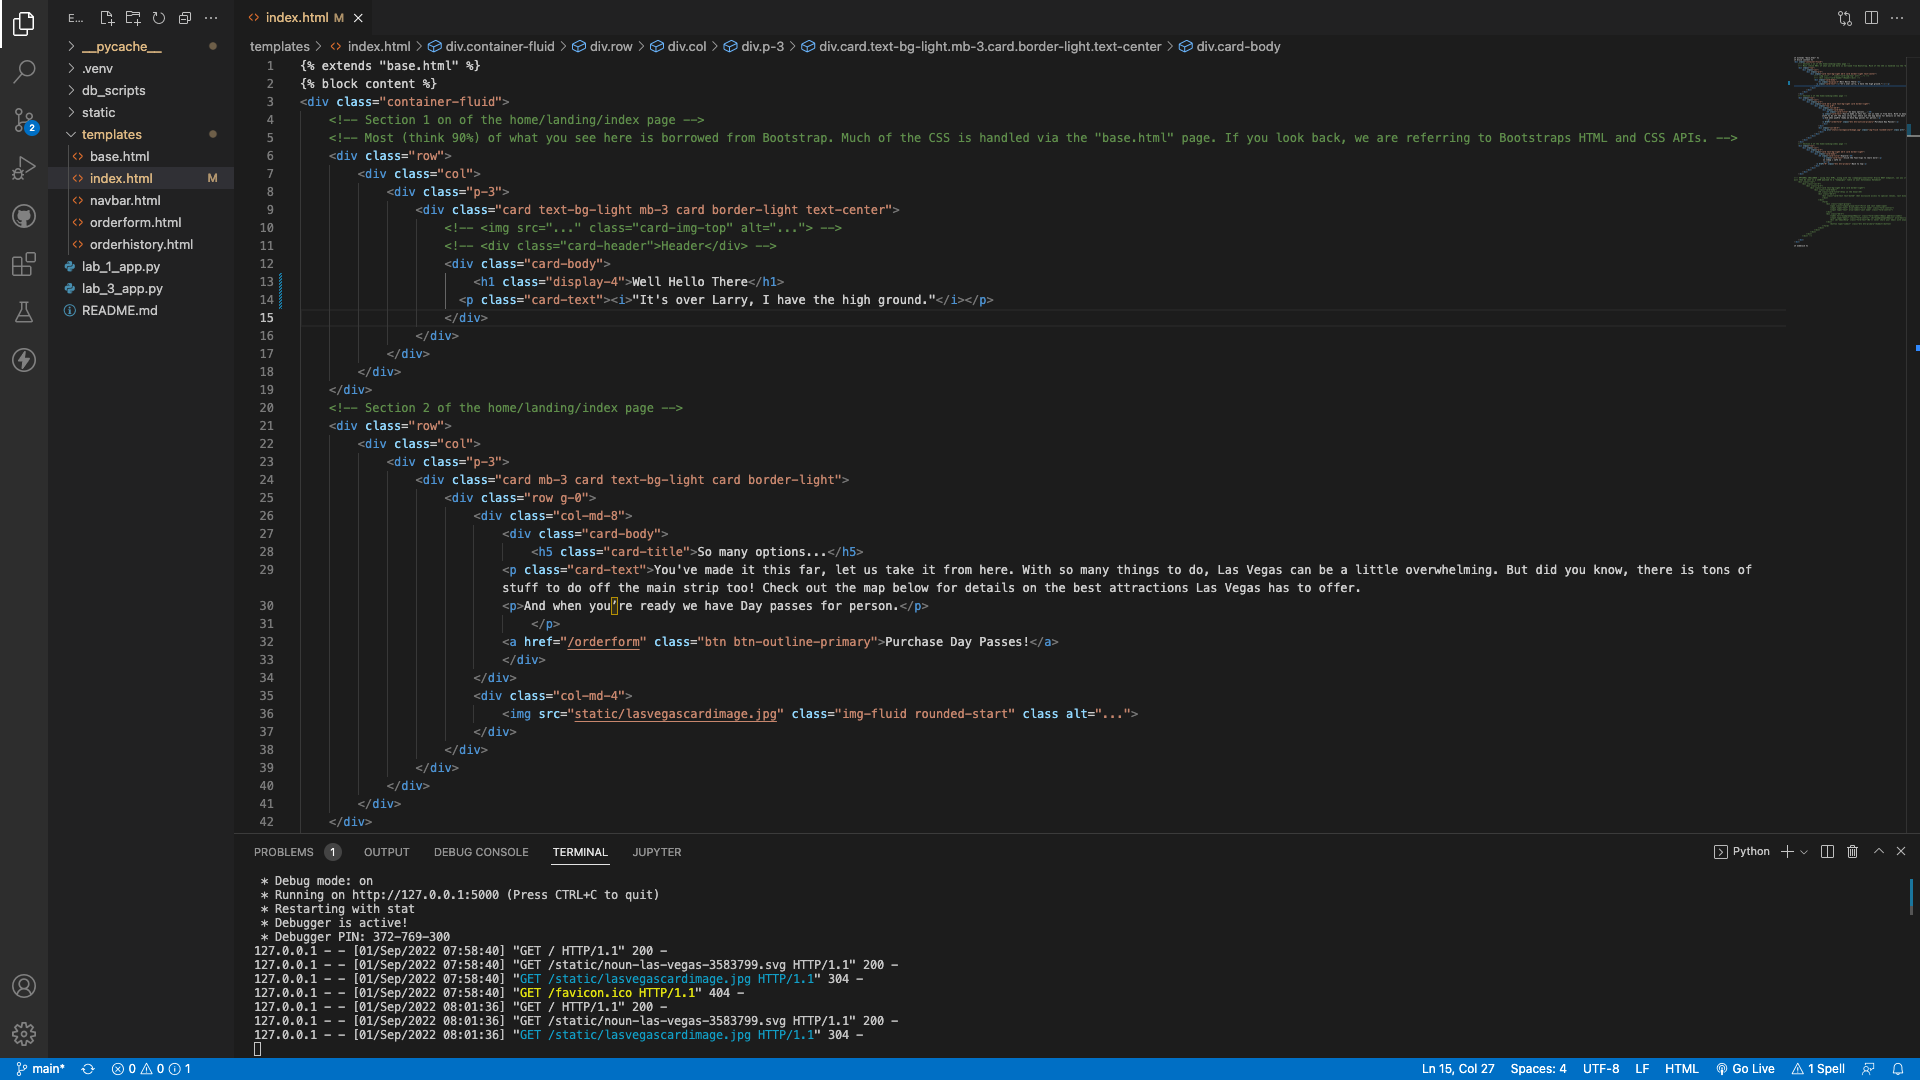 E...
index.html M
__pycache__
.venv
db_scripts
static
templates
base.html
index.html M
navbar.html
orderform.html
orderhistory.html
lab_1_app.py
lab_3_app.py
README.md
2
templates > index.html > div.container-fluid > div.row > div.col > div.p-3 > div.card.text-bg-light.mb-3.card.border-light.text-center > div.card-body
1 {% extends "base.html" %}
2 {% block content %}
3 <div class="container-fluid">
4 <!-- Section 1 on of the home/landing/index page -->
5 <!-- Most (think 90%) of what you see here is borrowed from Bootstrap. Much of the CSS is handled via the "base.html" page. If you look back, we are referring to Bootstraps HTML and CSS APIs. -->
6 <div class="row">
7 <div class="col">
8 <div class="p-3">
9 <div class="card text-bg-light mb-3 card border-light text-center">
10 <!-- <img src="..." class="card-img-top" alt="..."> -->
11 <!-- <div class="card-header">Header</div> -->
12 <div class="card-body">
13 <h1 class="display-4">Well Hello There</h1>
14 <p class="card-text"><i>"It's over Larry, I have the high ground."</i></p>
15 </div>
16 </div>
17 </div>
18 </div>
19 </div>
20 <!-- Section 2 of the home/landing/index page -->
21 <div class="row">
22 <div class="col">
23 <div class="p-3">
24 <div class="card mb-3 card text-bg-light card border-light">
25 <div class="row g-0">
26 <div class="col-md-8">
27 <div class="card-body">
28 <h5 class="card-title">So many options...</h5>
29 <p class="card-text">You've made it this far, let us take it from here. With so many things to do, Las Vegas can be a little overwhelming. But did you know, there is tons of
stuff to do off the main strip too! Check out the map below for details on the best attractions Las Vegas has to offer.
30 <p>And when you’re ready we have Day passes for person.</p>
31 </p>
32 <a href="/orderform" class="btn btn-outline-primary">Purchase Day Passes!</a>
33 </div>
34 </div>
35 <div class="col-md-4">
36 <img src="static/lasvegascardimage.jpg" class="img-fluid rounded-start" class alt="...">
37 </div>
38 </div>
39 </div>
40 </div>
41 </div>
42 </div>
PROBLEMS 1 OUTPUT DEBUG CONSOLE TERMINAL JUPYTER
Python
* Debug mode: on
* Running on http://127.0.0.1:5000 (Press CTRL+C to quit)
* Restarting with stat
* Debugger is active!
* Debugger PIN: 372-769-300
127.0.0.1 - - [01/Sep/2022 07:58:40] "GET / HTTP/1.1" 200 -
127.0.0.1 - - [01/Sep/2022 07:58:40] "GET /static/noun-las-vegas-3583799.svg HTTP/1.1" 200 -
127.0.0.1 - - [01/Sep/2022 07:58:40] "GET /static/lasvegascardimage.jpg HTTP/1.1" 304 -
127.0.0.1 - - [01/Sep/2022 07:58:40] "GET /favicon.ico HTTP/1.1" 404 -
127.0.0.1 - - [01/Sep/2022 08:01:36] "GET / HTTP/1.1" 200 -
127.0.0.1 - - [01/Sep/2022 08:01:36] "GET /static/noun-las-vegas-3583799.svg HTTP/1.1" 200 -
127.0.0.1 - - [01/Sep/2022 08:01:36] "GET /static/lasvegascardimage.jpg HTTP/1.1" 304 -
main* 0 0 1 Ln 15, Col 27 Spaces: 4 UTF-8 LF HTML Go Live 1 Spell